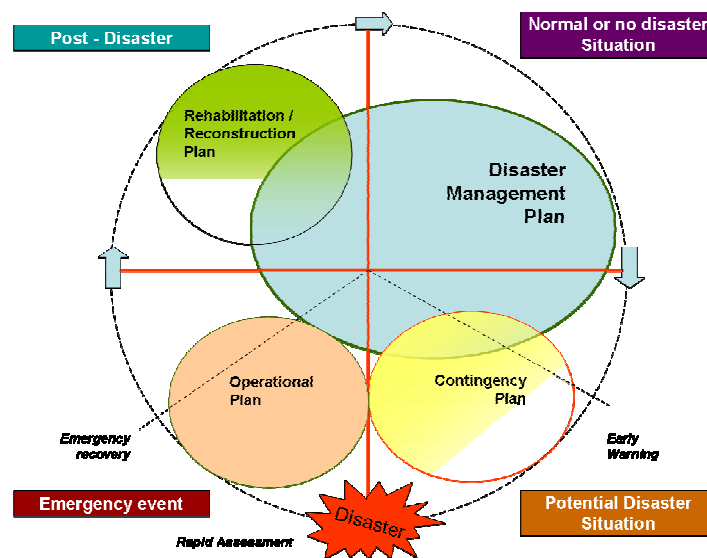 Post - Disaster
Normal or no disaster
Situation
Rehabilitation /
Reconstruction
Plan
Disaster
Management
Plan
Operational
Plan
Contingency
Plan
Emergency
recovery
Early
Warning
Emergency event
Disaster
Potential Disaster
Situation
Rapid Assessment